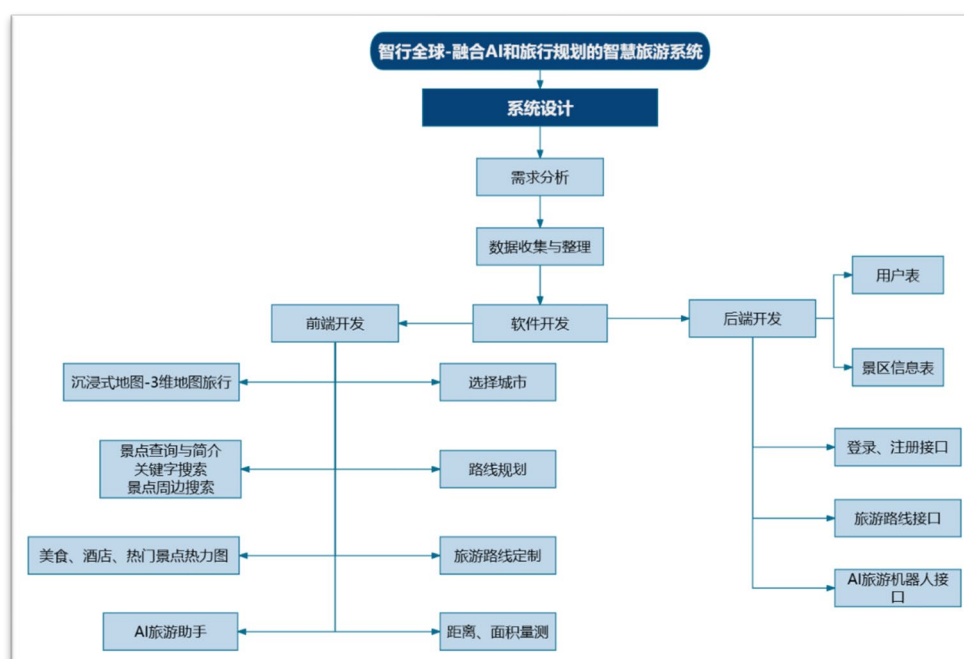 智行全球-融合AI和旅行规划的智慧旅游系统
系统设计
需求分析
数据收集与整理
前端开发
软件开发
后端开发
用户表
景区信息表
沉浸式地图-3维地图旅行
选择城市
景点查询与简介
关键字搜索
景点周边搜索
路线规划
登录、注册接口
旅游路线接口
美食、酒店、热门景点热力图
旅游路线定制
AI旅游机器人接
口
AI旅游助手
距离、面积量测